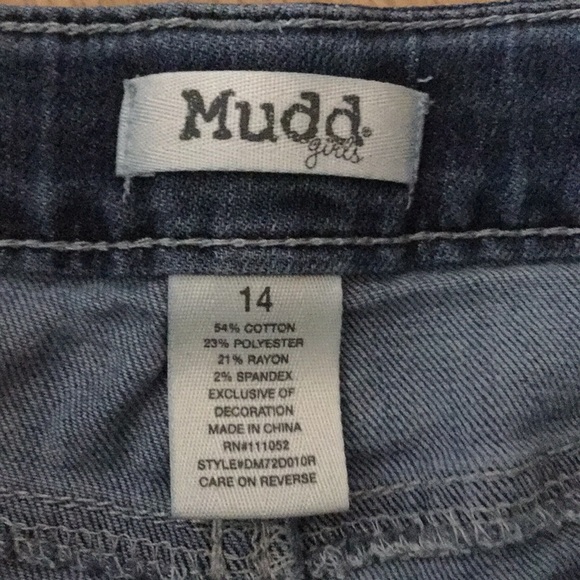 Mudd®
girls
14
54% COTTON
23% POLYESTER
21% RAYON
2% SPANDEX
EXCLUSIVE OF
DECORATION
MADE IN CHINA
RN#111052
STYLE#DM72D010R
CARE ON REVERSE